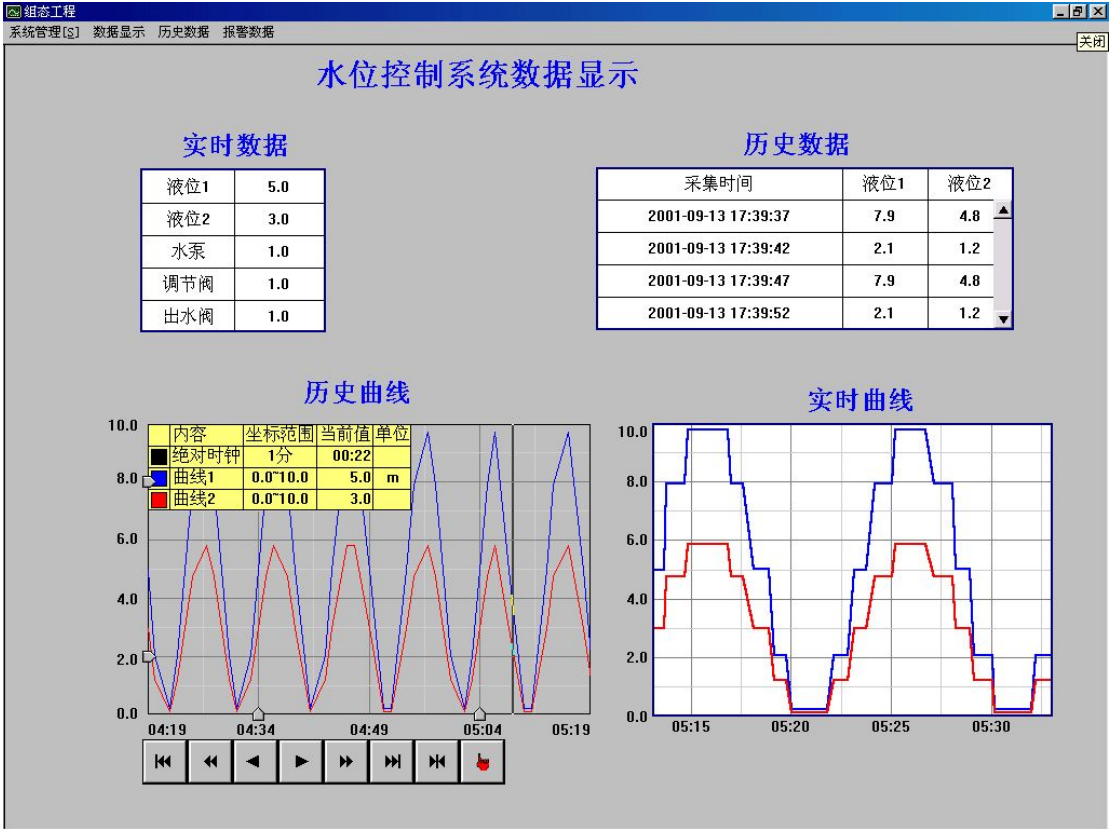 组态工程
系统管理[S] 数据显示 历史数据 报警数据
关闭
水位控制系统数据显示
实时数据
液位1 5.0
液位2 3.0
水泵 1.0
调节阀 1.0
出水阀 1.0
历史数据
采集时间 液位1 液位2
2001-09-13 17:39:37 7.9 4.8
2001-09-13 17:39:42 2.1 1.2
2001-09-13 17:39:47 7.9 4.8
2001-09-13 17:39:52 2.1 1.2
历史曲线
10.0
8.0
6.0
4.0
2.0
0.0
内容 坐标范围 当前值 单位
绝对时钟 1分 00:22
曲线1 0.0~10.0 5.0 m
曲线2 0.0~10.0 3.0
04:19 04:34 04:49 05:04 05:19
实时曲线
10.0
8.0
6.0
4.0
2.0
0.0
05:15 05:20 05:25 05:30